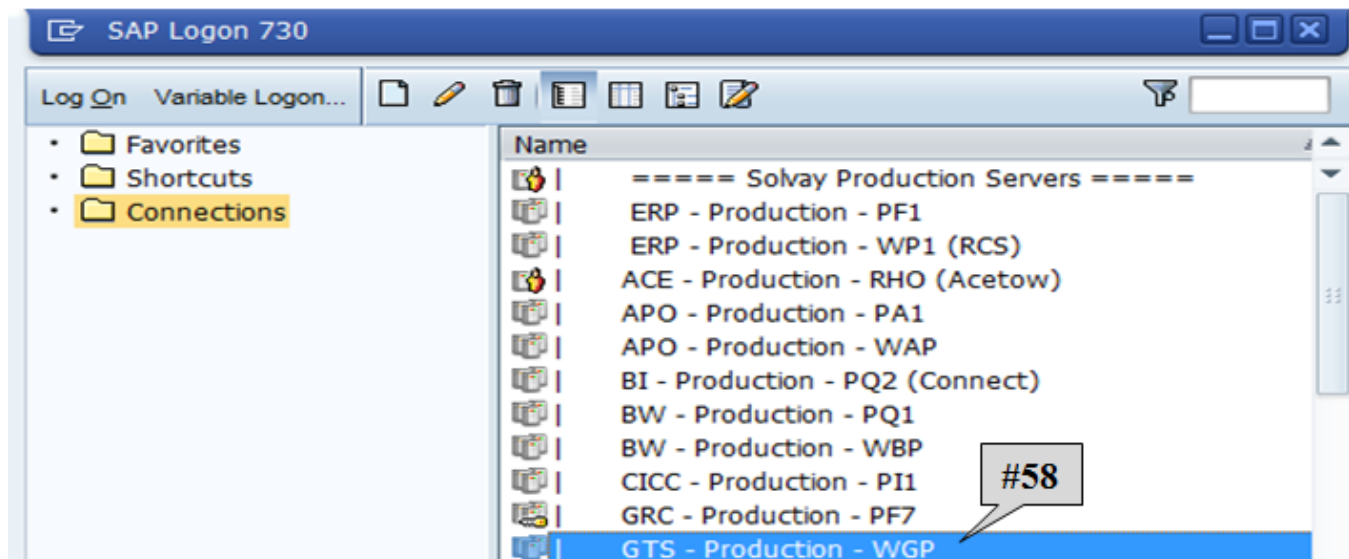 SAP Logon 730
Log On Variable Logon...
Favorites
Shortcuts
Connections
Name
===== Solvay Production Servers =====
ERP - Production - PF1
ERP - Production - WP1 (RCS)
ACE - Production - RHO (Acetow)
APO - Production - PA1
APO - Production - WAP
BI - Production - PQ2 (Connect)
BW - Production - PQ1
BW - Production - WBP
CICC - Production - PI1
#58
GRC - Production - PF7
GTS - Production - WGP